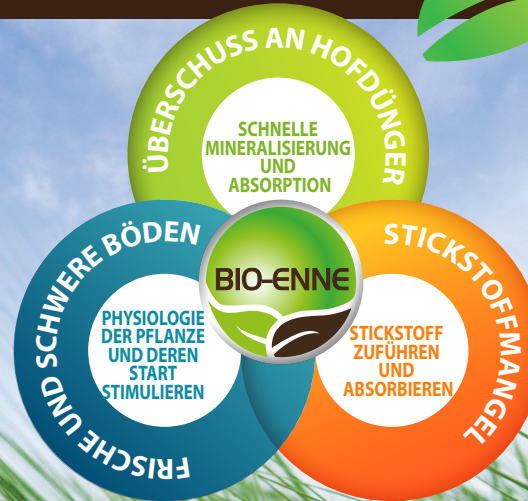 ÜBERSCHUSS AN HOFDÜNGER
SCHNELLE
MINERALISIERUNG
UND
ABSORPTION
BIO-ENNE
FRISCHE UND SCHWERE BÖDEN
PHYSIOLOGIE
DER PFLANZE
UND DEREN
START
STIMULIEREN
STICKSTOFFMANGEL
STICKSTOFF
ZUFÜHREN
UND
ABSORBIEREN